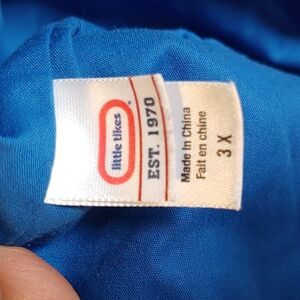 little tikes
EST. 1970
Made In China
Fait en chine
3 X